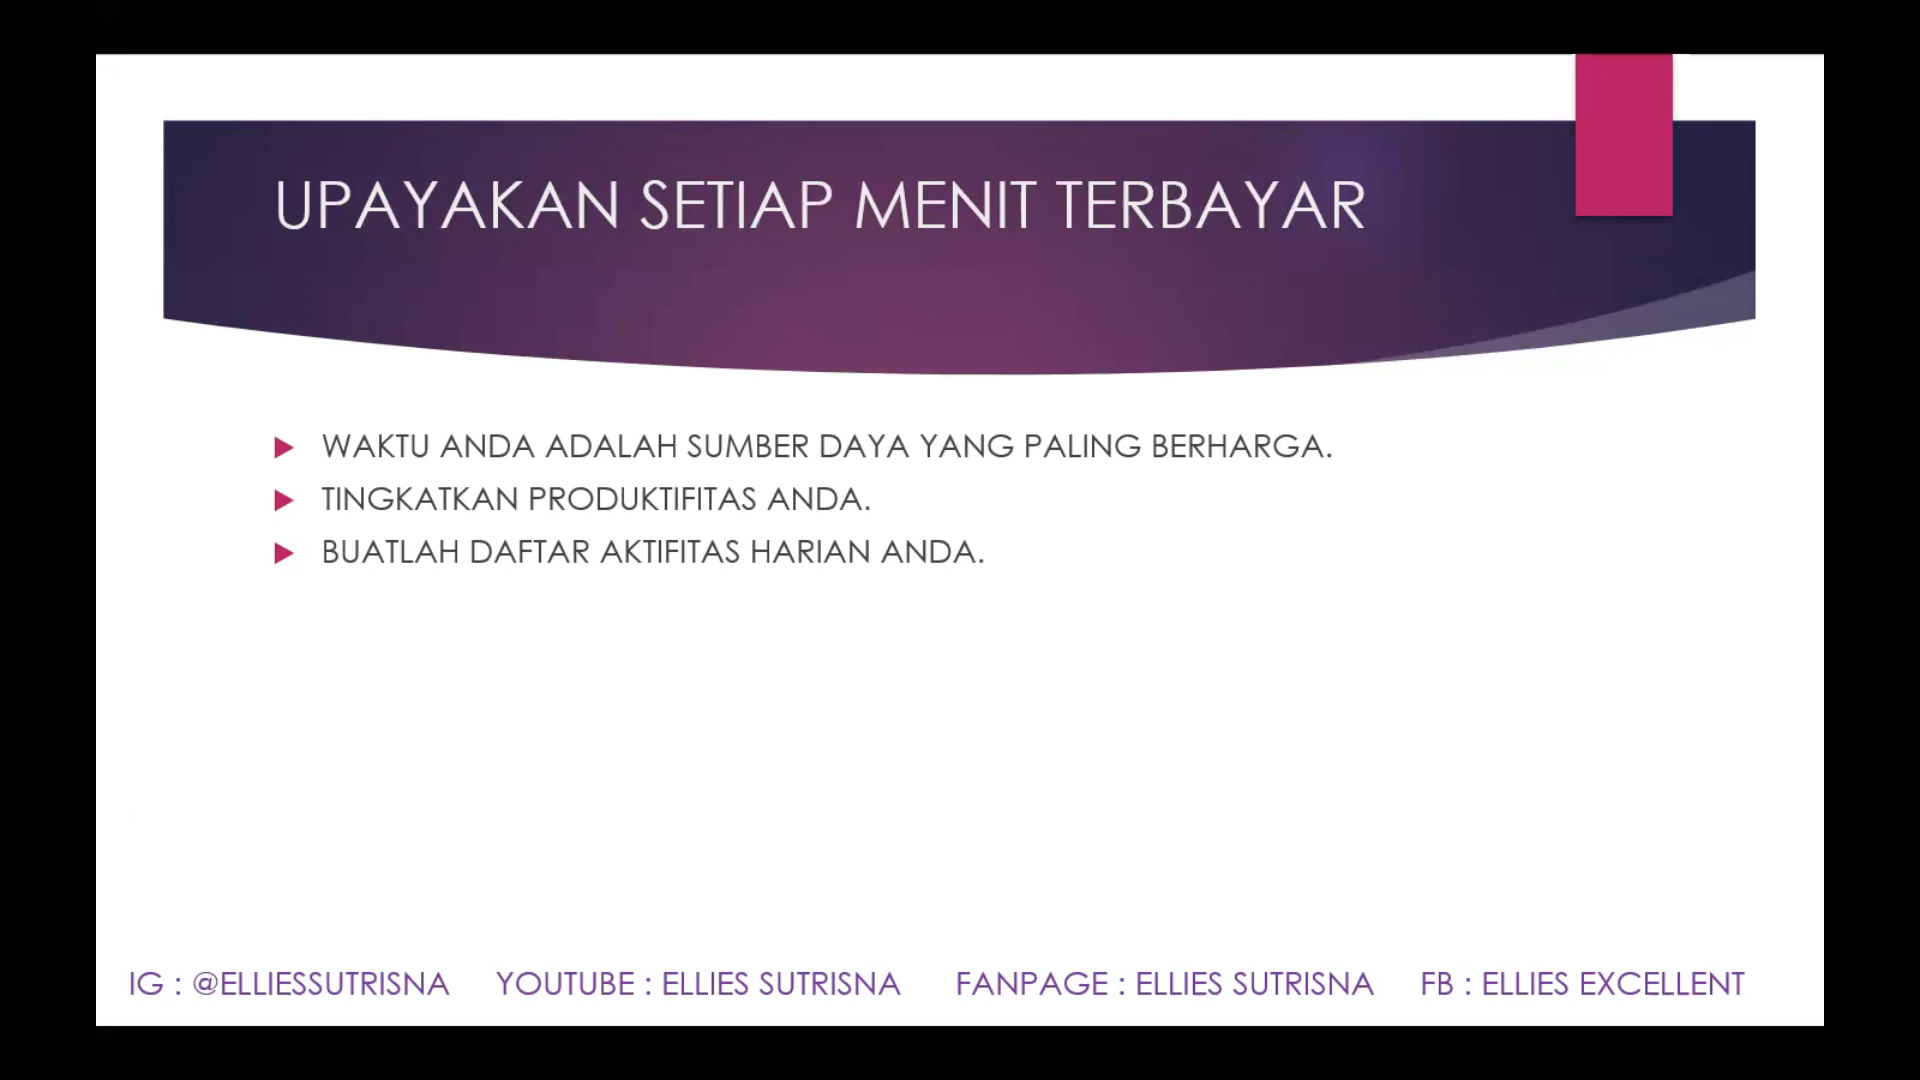 UPAYAKAN SETIAP MENIT TERBAYAR
WAKTU ANDA ADALAH SUMBER DAYA YANG PALING BERHARGA.
TINGKATKAN PRODUKTIFITAS ANDA.
BUATLAH DAFTAR AKTIFITAS HARIAN ANDA.
IG : @ELLIESSUTRISNA YOUTUBE : ELLIES SUTRISNA FANPAGE : ELLIES SUTRISNA FB : ELLIES EXCELLENT